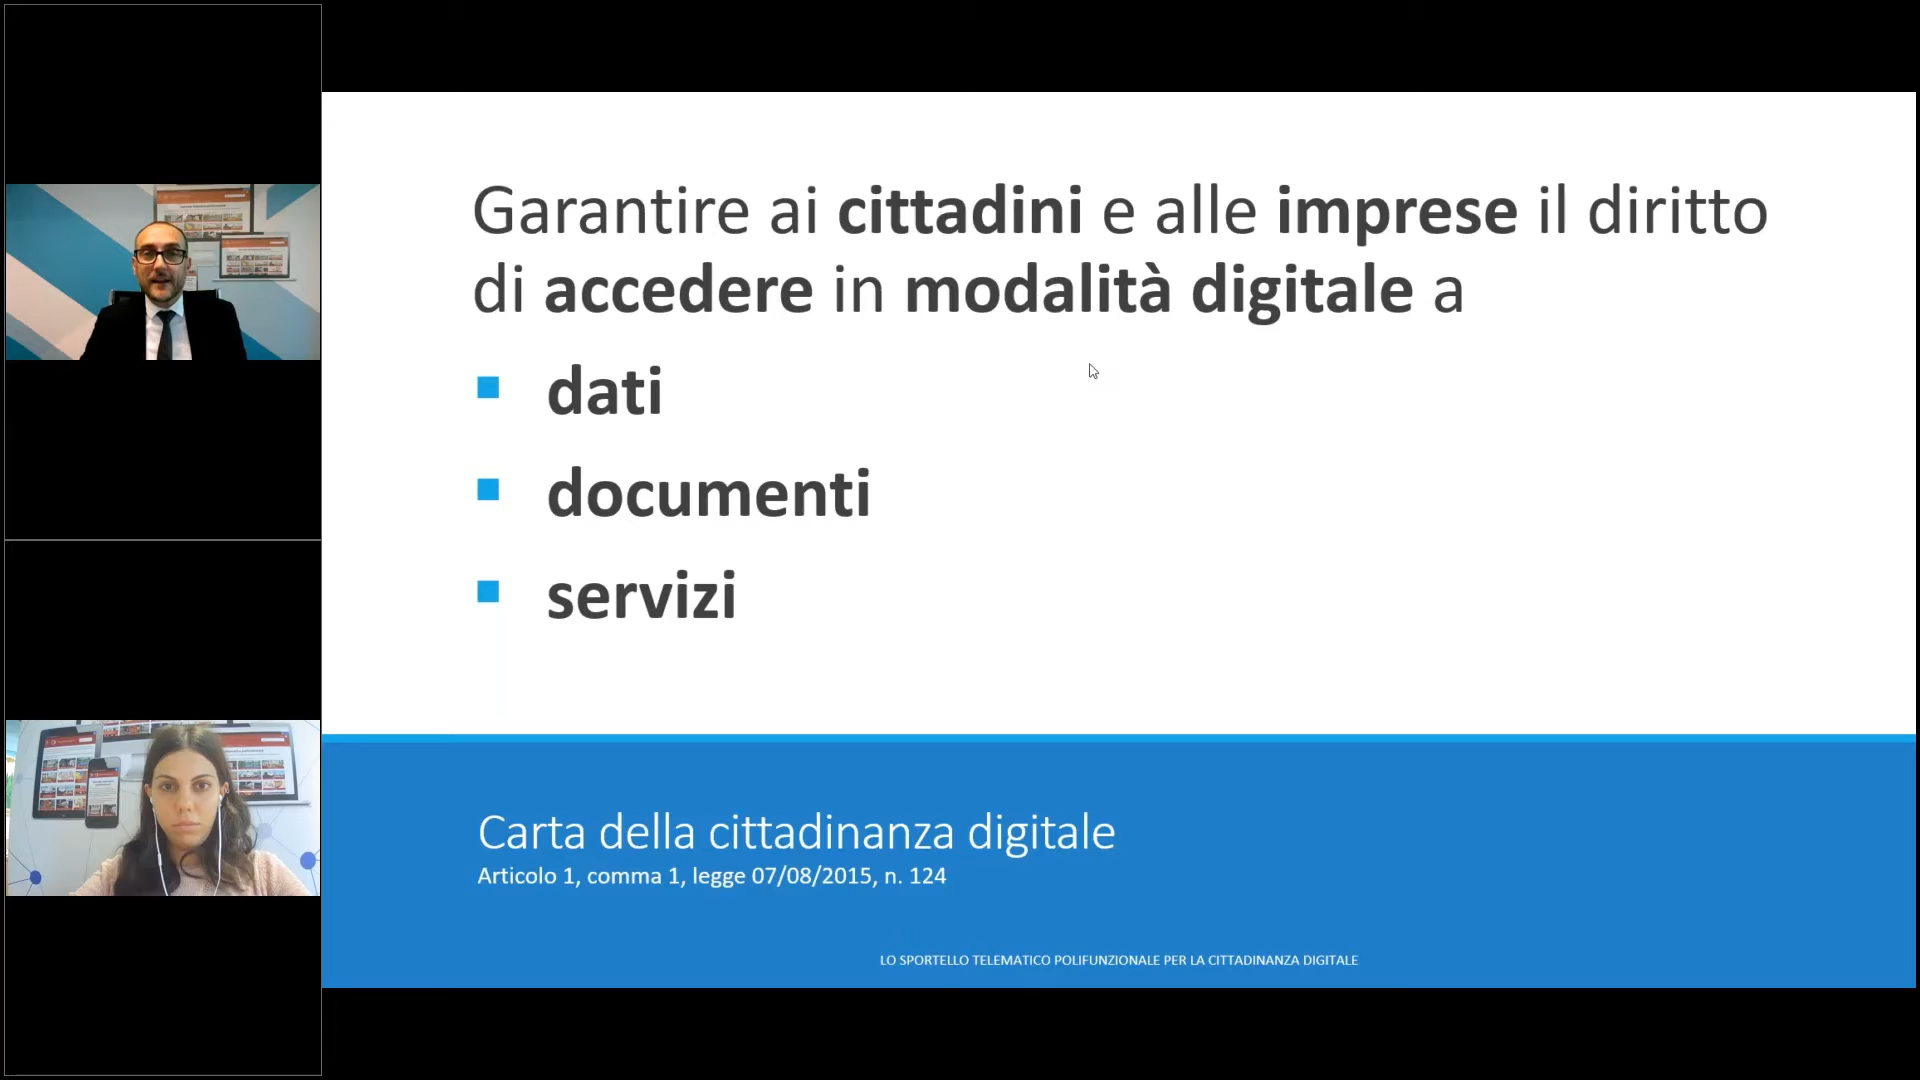 Garantire ai cittadini e alle imprese il diritto
di accedere in modalità digitale a
dati
documenti
servizi
Carta della cittadinanza digitale
Articolo 1, comma 1, legge 07/08/2015, n. 124
LO SPORTELLO TELEMATICO POLIFUNZIONALE PER LA CITTADINANZA DIGITALE